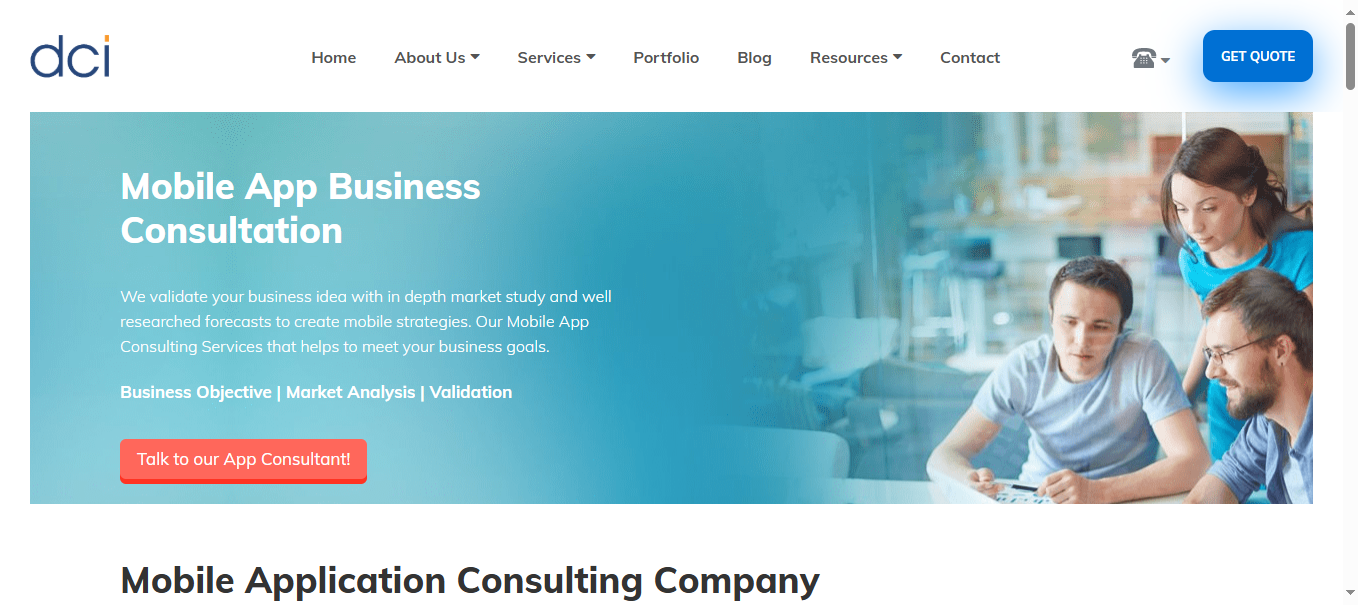 dci
Home
About Us
Services
Portfolio
Blog
Resources
Contact
GET QUOTE
Mobile App Business
Consultation
We validate your business idea with in depth market study and well
researched forecasts to create mobile strategies. Our Mobile App
Consulting Services that helps to meet your business goals.
Business Objective | Market Analysis | Validation
Talk to our App Consultant!
Mobile Application Consulting Company